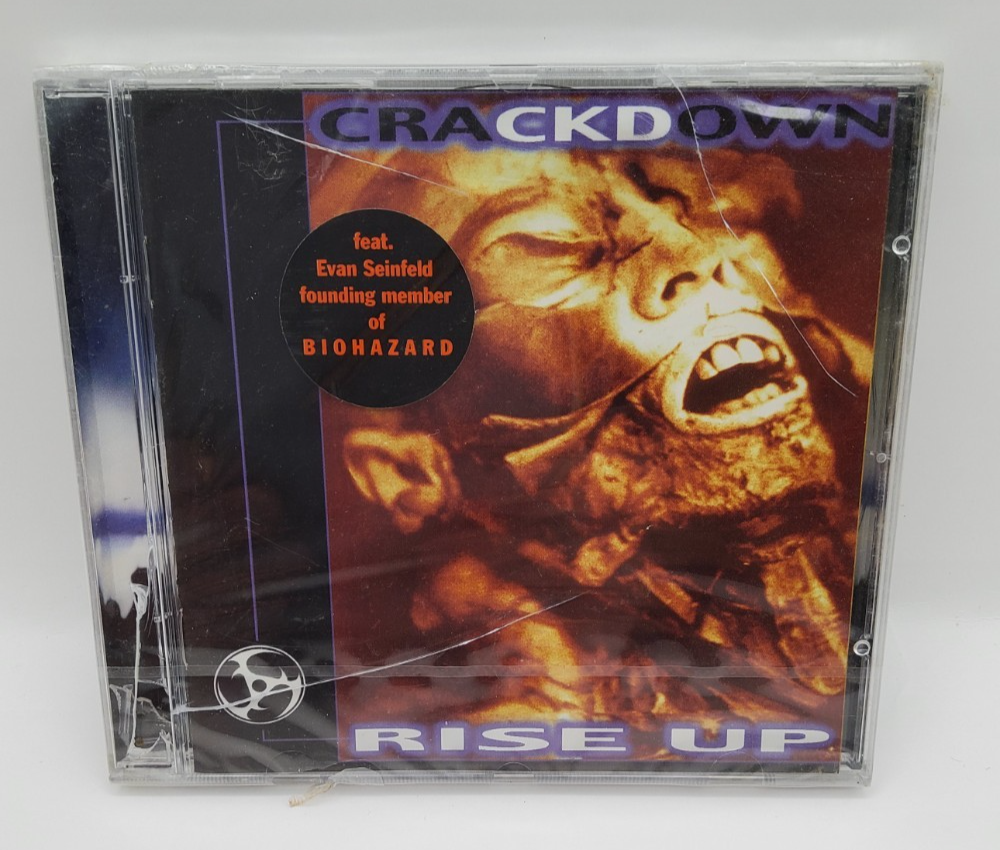 CRACKDOWN
feat.
Evan Seinfeld
founding member
of
BIOHAZARD
RISE UP